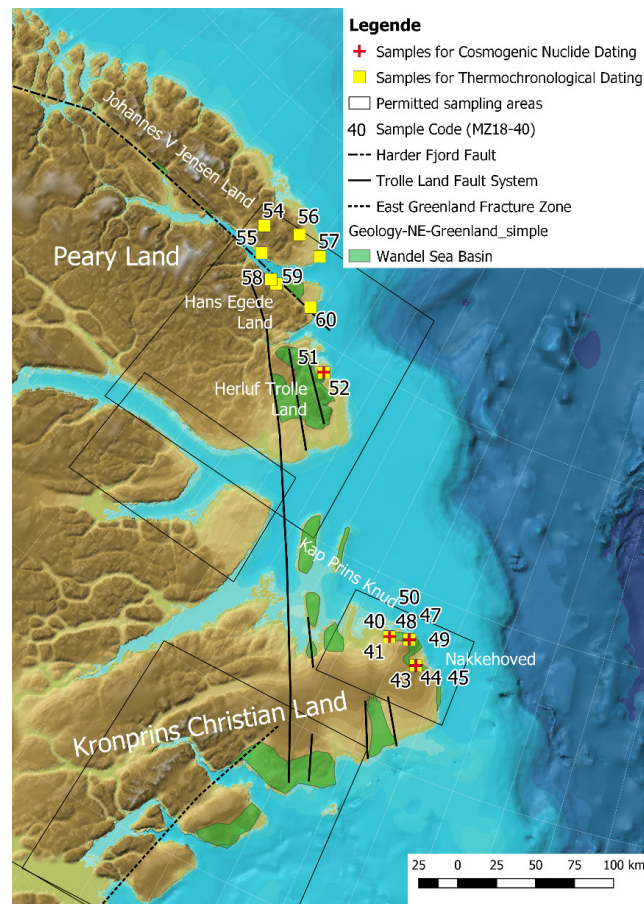 Legende
Samples for Cosmogenic Nuclide Dating
Samples for Thermochronological Dating
Permitted sampling areas
40 Sample Code (MZ18-40)
Harder Fjord Fault
Trolle Land Fault System
East Greenland Fracture Zone
Geology-NE-Greenland_simple
Wandel Sea Basin
Johannes V Jensen Land
54
56
55
57
Peary Land
58
59
Hans Egede
Land
60
51
Herluf Trolle
Land
52
Kap Prins Knud
50
40
48
47
41
49
Nakkehoved
43
44
45
Kronprins Christian Land
25 0 25 50 75 100 km